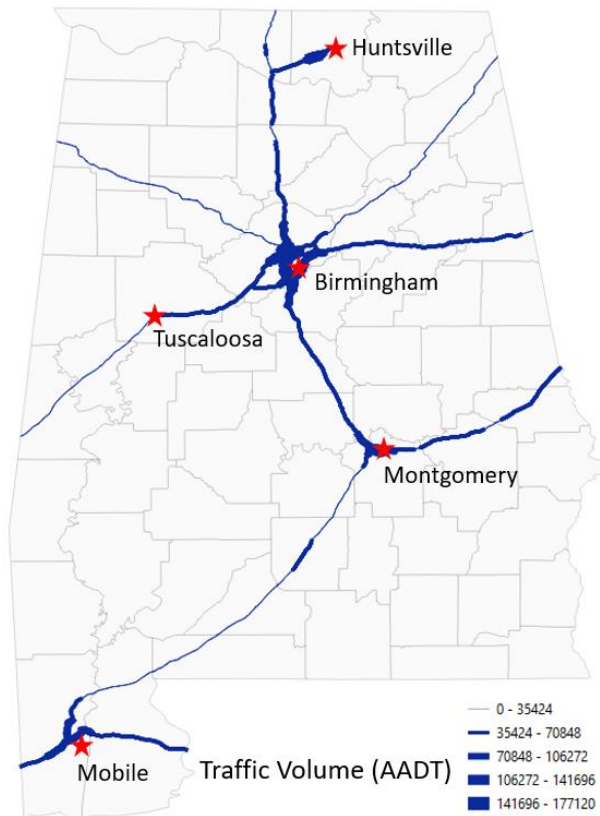 Huntsville
Birmingham
Tuscaloosa
Montgomery
Mobile
Traffic Volume (AADT)
0 - 35424
35424 - 70848
70848 - 106272
106272 - 141696
141696 - 177120